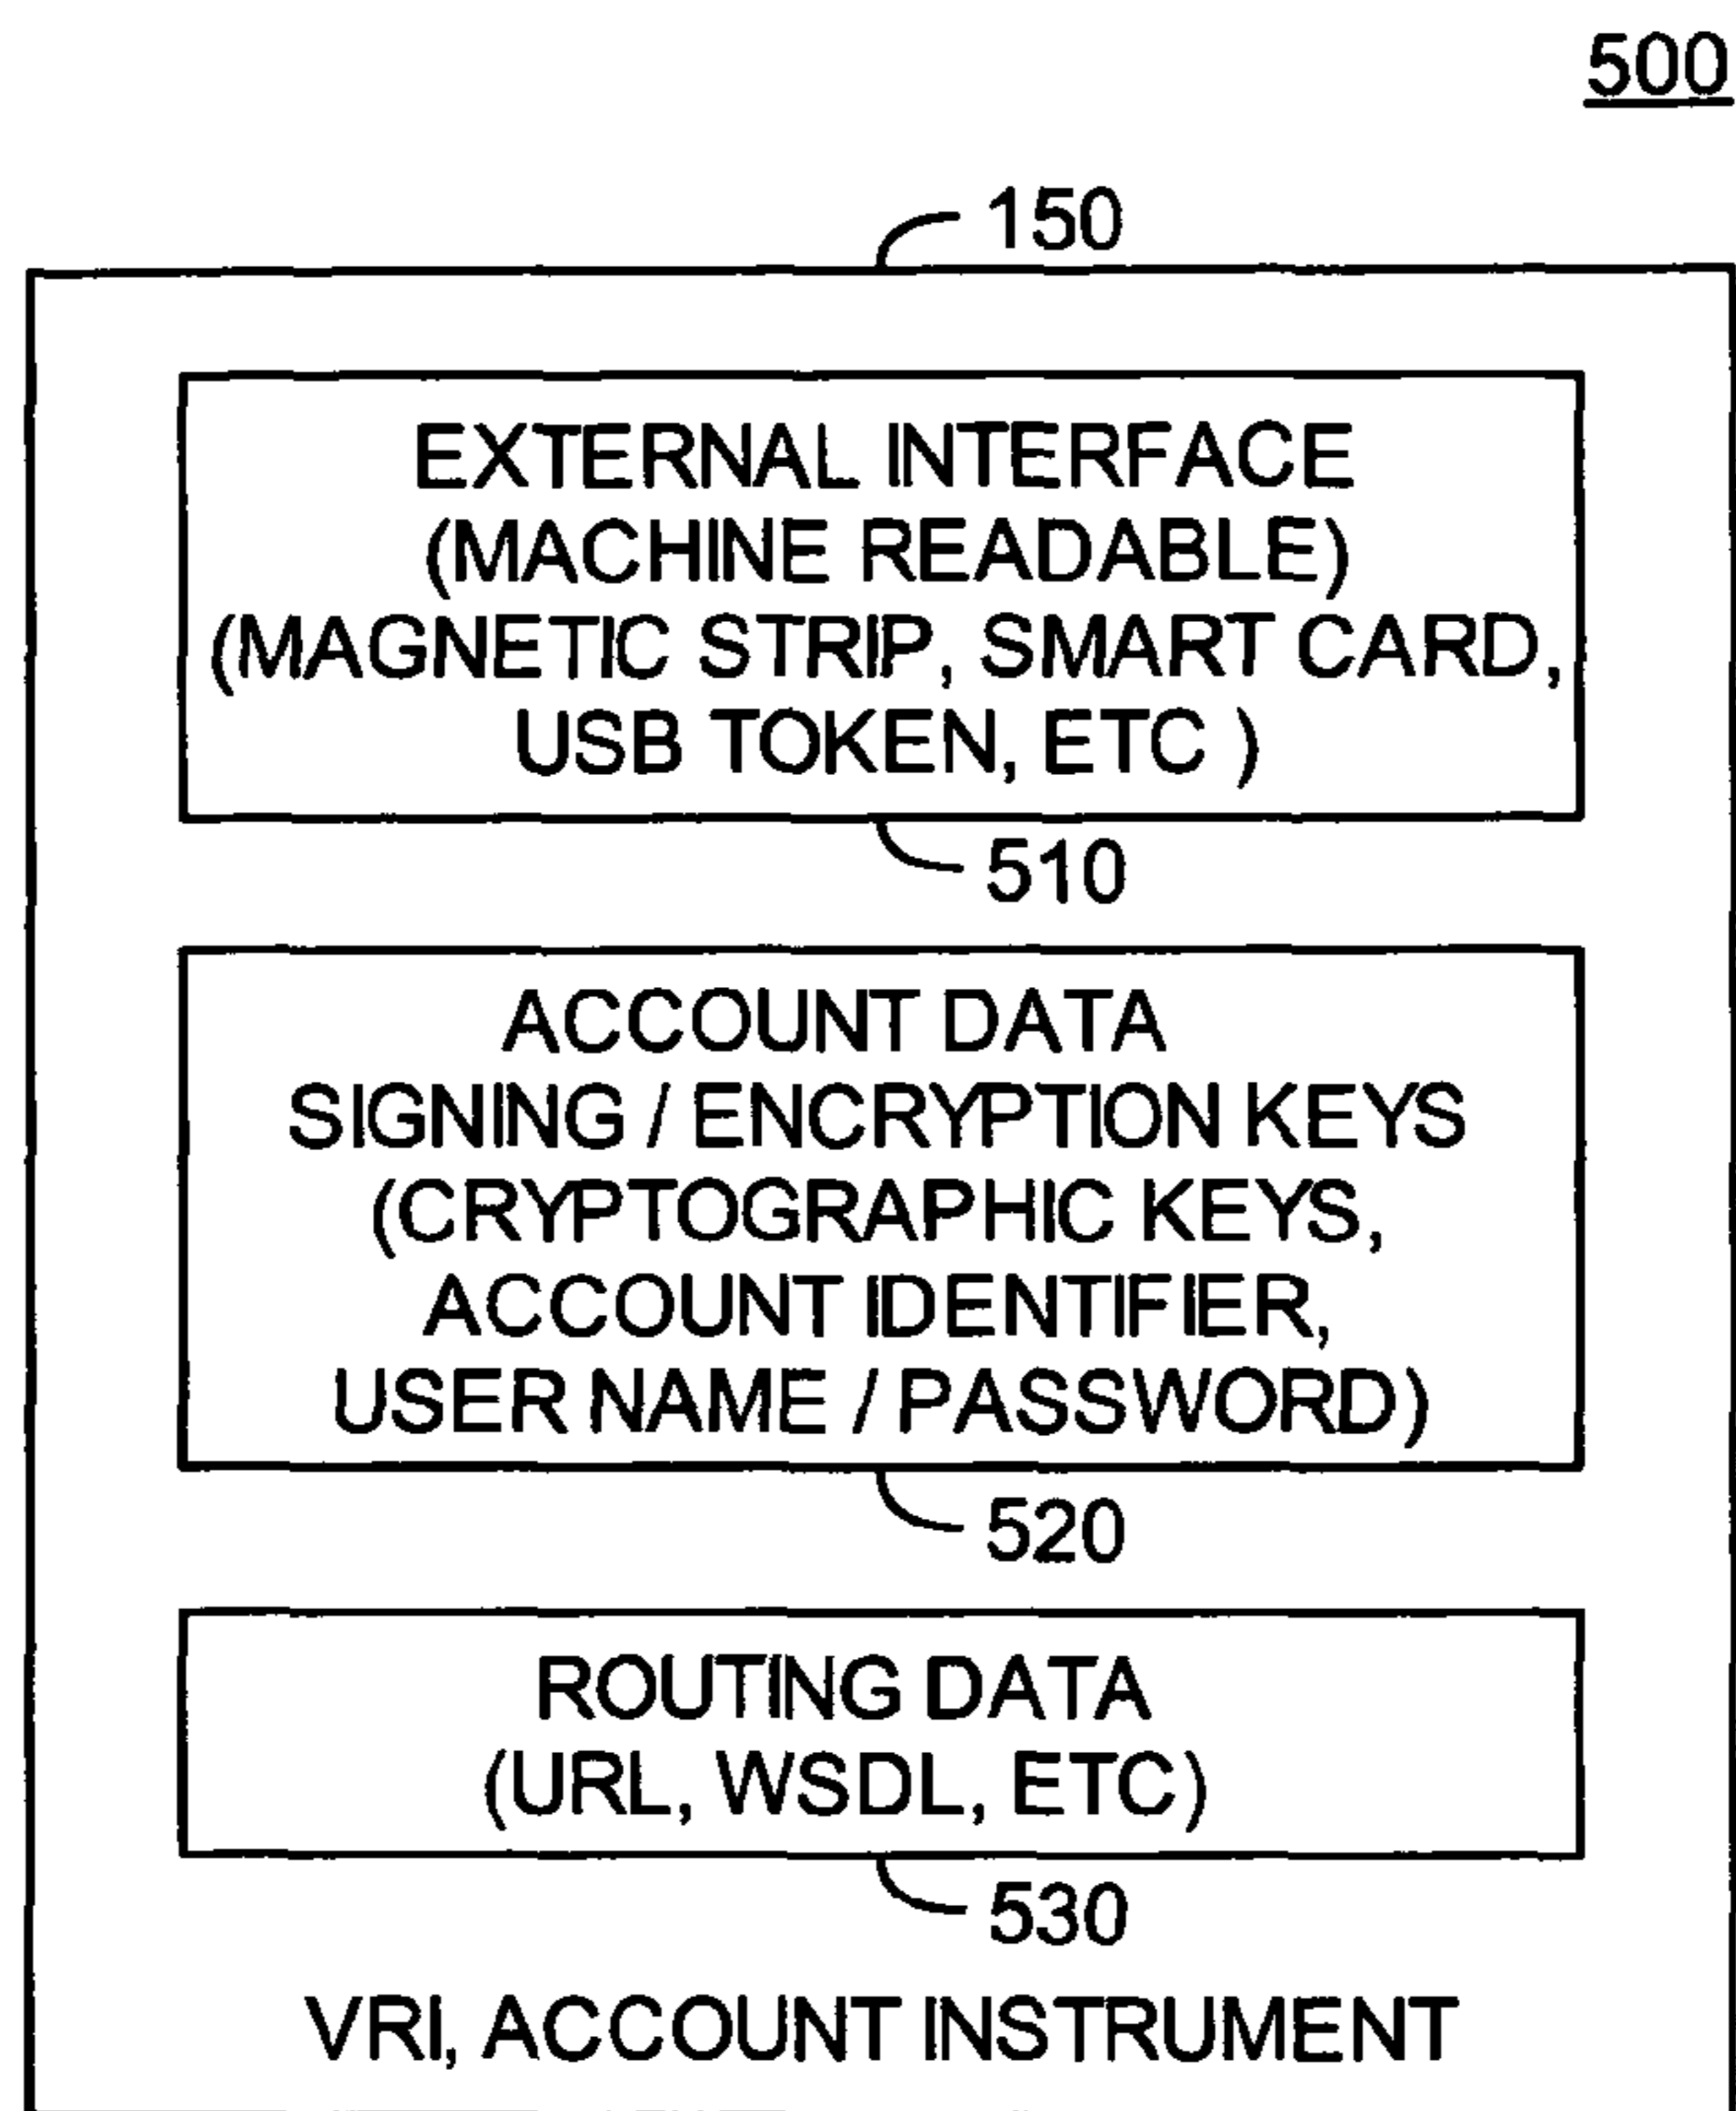 500
150
EXTERNAL INTERFACE
(MACHINE READABLE)
(MAGNETIC STRIP, SMART CARD,
USB TOKEN, ETC )
510
ACCOUNT DATA
SIGNING / ENCRYPTION KEYS
(CRYPTOGRAPHIC KEYS,
ACCOUNT IDENTIFIER,
USER NAME / PASSWORD)
520
ROUTING DATA
(URL, WSDL, ETC)
530
VRI, ACCOUNT INSTRUMENT